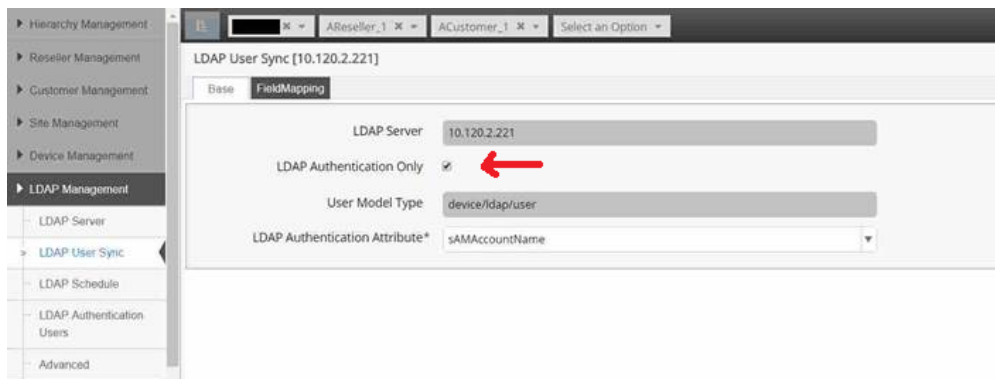 Hierarchy Management
Reseller Management
Customer Management
Site Management
Device Management
LDAP Management
LDAP Server
LDAP User Sync
LDAP Schedule
LDAP Authentication
Users
Advanced
AReseller_1 ACustomer_1 Select an Option
LDAP User Sync [10.120.2.221]
Base FieldMapping
LDAP Server 10.120.2.221
LDAP Authentication Only
User Model Type device/ldap/user
LDAP Authentication Attribute* sAMAccountName